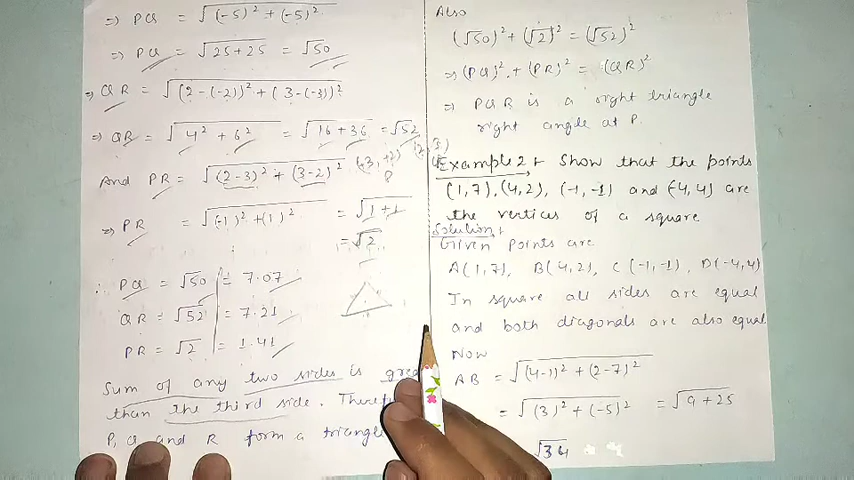 ⇒ PQ = √(-5)² + (-5)²
⇒ PQ = √25+25 = √50
⇒ QR = √(2-(-2))² + (3-(-3))²
⇒ QR = √4² + 6² = √16 + 36 = √52
And PR = √(2-3)² + (3-2)²
⇒ PR = √(-1)² + (1)² = √1+1
= √2
∴ PQ = √50 = 7.07
QR = √52 = 7.21
PR = √2 = 1.41
Sum of any two sides is
than the third side.
P, Q and R form a triangle
Also
(√50)² + (√2)² = (√52)²
⇒ (PQ)² + (PR)² = (QR)²
⇒ PQR is a right triangle
right angle at P.
Example 2 + Show that the points
(1,7), (4,2), (-1,-1) and (-4,4) are
the vertices of a square
Solution +
Given points are
A(1,7), B(4,2), C(-1,-1), D(-4,4)
In square all sides are equal
and both diagonals are also equal
Now
AB = √(4-1)² + (2-7)²
= √(3)² + (-5)² = √9+25
√34